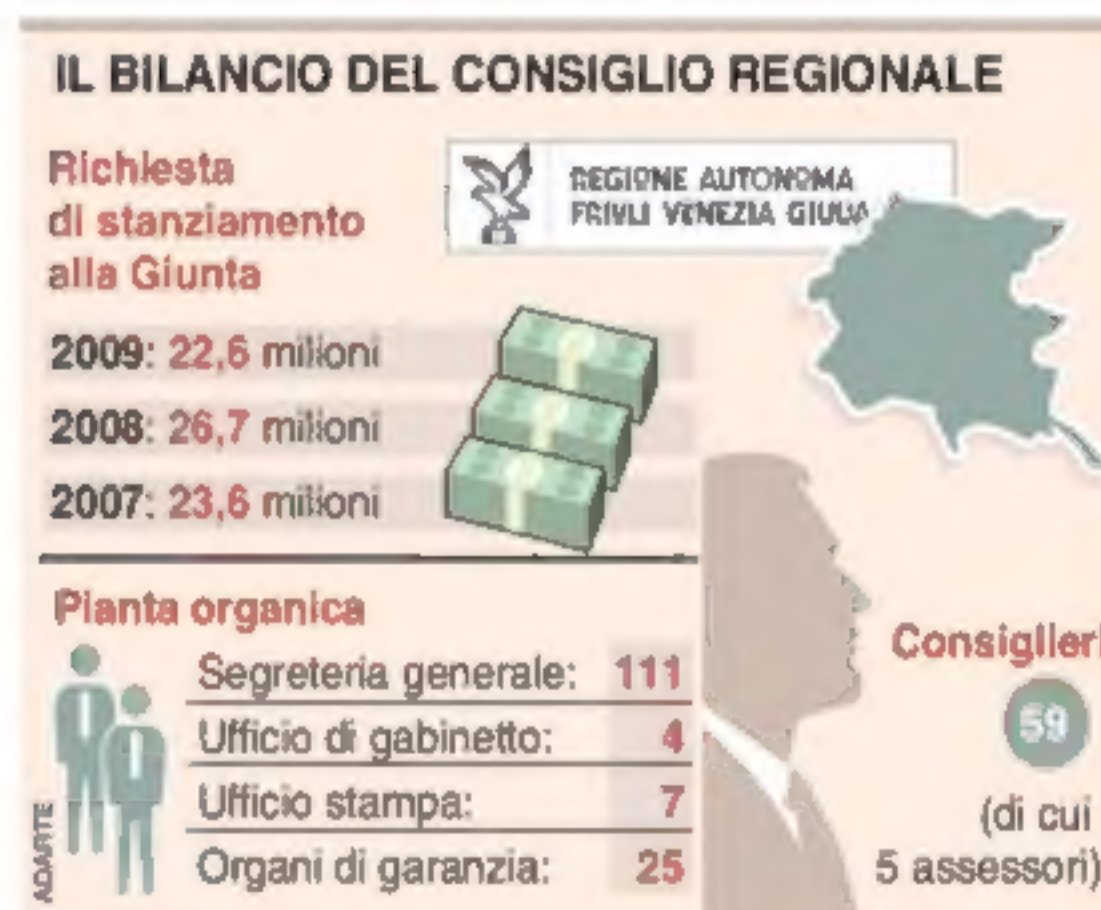 IL BILANCIO DEL CONSIGLIO REGIONALE
Richiesta
di stanziamento
alla Giunta
REGIONE AUTONOMA
FRIULI VENEZIA GIULIA
2009: 22,6 milioni
2008: 26,7 milioni
2007: 23,6 milioni
Pianta organica
Segreteria generale: 111
Ufficio di gabinetto: 4
Ufficio stampa: 7
Organi di garanzia: 25
Consiglieri
59
(di cui
5 assessori)
ADARTE